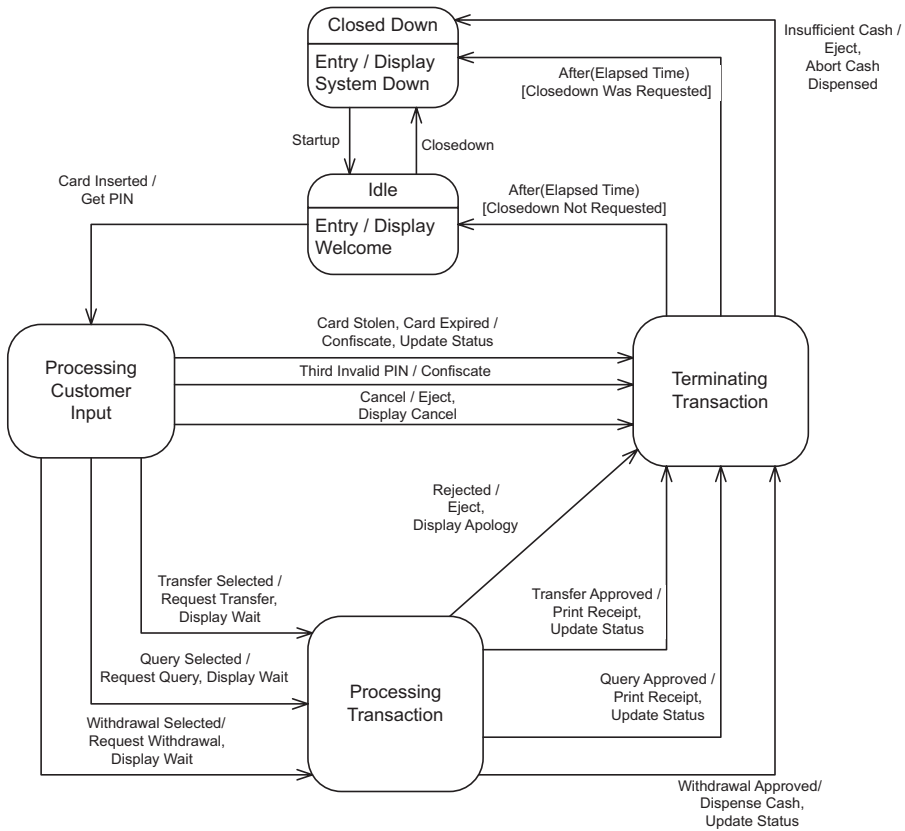 Closed Down
Entry / Display
System Down
Insufficient Cash /
Eject,
Abort Cash
Dispensed
After(Elapsed Time)
[Closedown Was Requested]
Startup
Closedown
Card Inserted /
Get PIN
Idle
Entry / Display
Welcome
After(Elapsed Time)
[Closedown Not Requested]
Processing
Customer
Input
Card Stolen, Card Expired /
Confiscate, Update Status
Third Invalid PIN / Confiscate
Cancel / Eject,
Display Cancel
Terminating
Transaction
Rejected /
Eject,
Display Apology
Transfer Selected /
Request Transfer,
Display Wait
Query Selected /
Request Query, Display Wait
Withdrawal Selected/
Request Withdrawal,
Display Wait
Processing
Transaction
Transfer Approved /
Print Receipt,
Update Status
Query Approved /
Print Receipt,
Update Status
Withdrawal Approved/
Dispense Cash,
Update Status